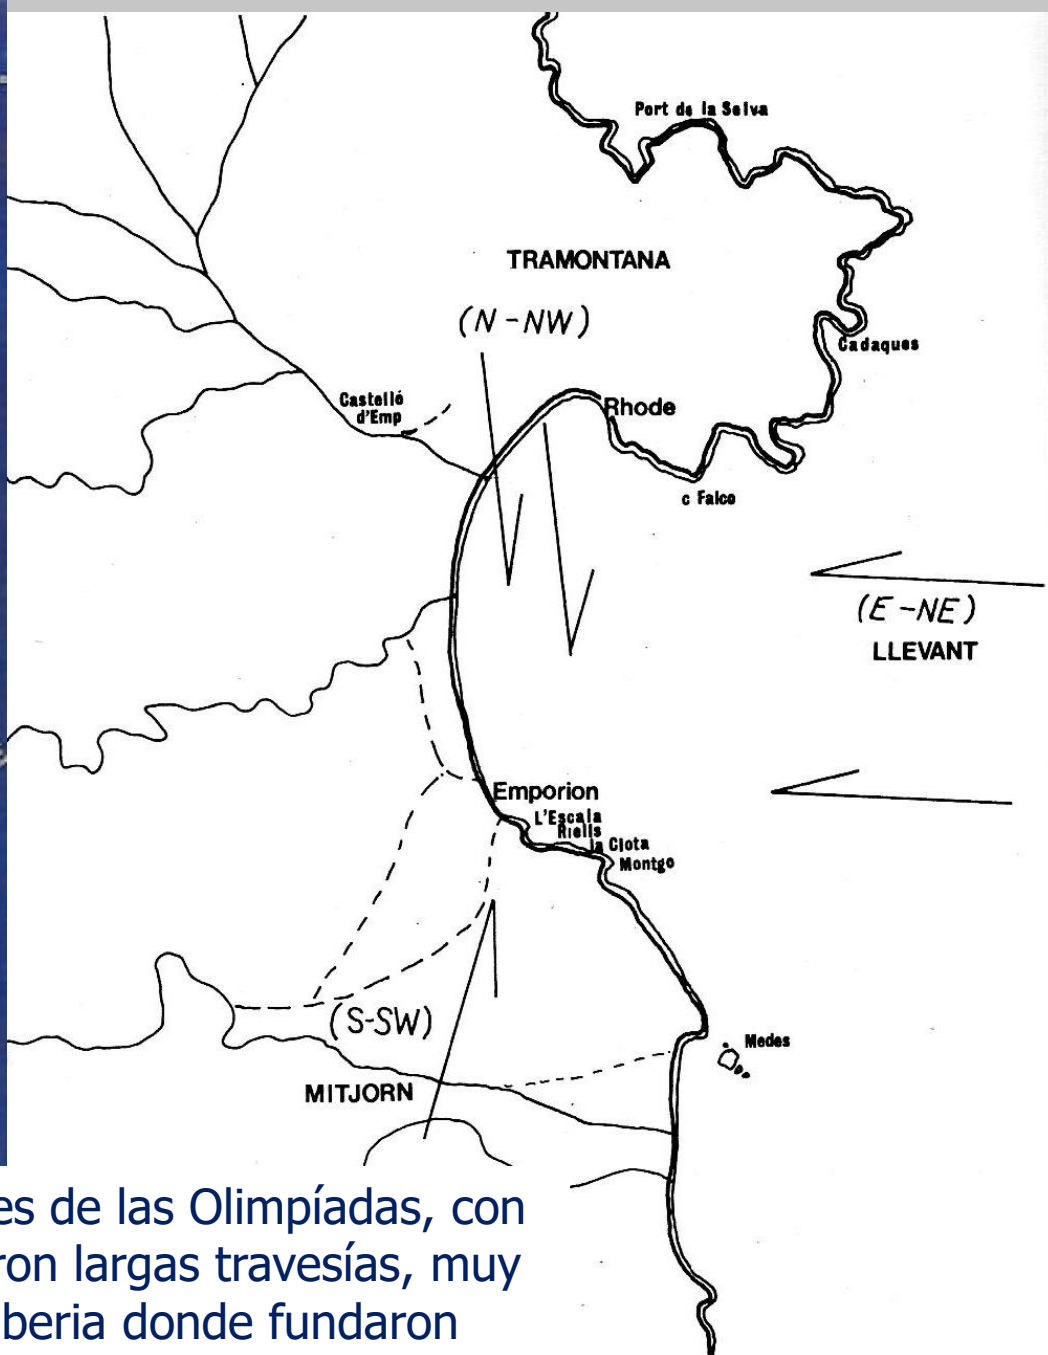 Port de la Selva
TRAMONTANA
(N-NW)
Cadaques
Castelló
d'Emp
Rhode
c Falco
(E-NE)
LLEVANT
Emporion
L'Escala
Riells
la Clota
Montgo
(S-SW)
Medes
MITJORN
es de las Olimpíadas, con
ron largas travesías, muy
beria donde fundaron